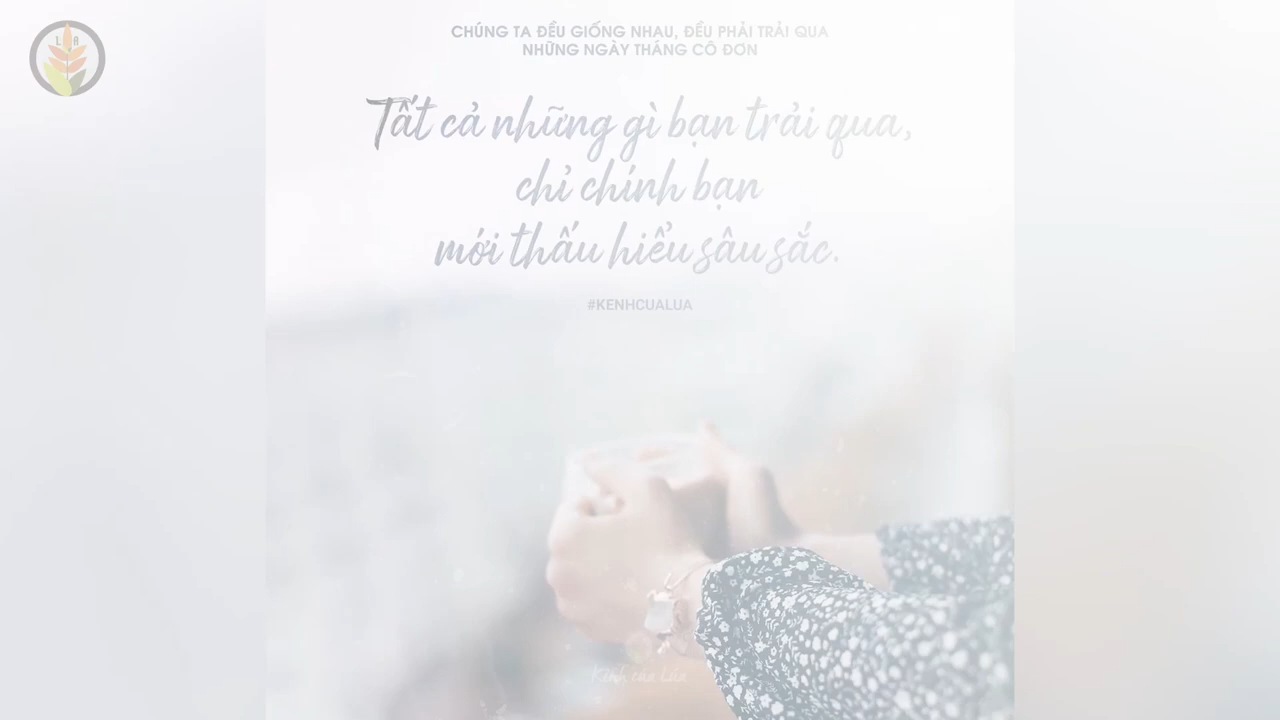 L A
CHÚNG TA ĐỀU GIỐNG NHAU, ĐỀU PHẢI TRẢI QUA
NHỮNG NGÀY THÁNG CÔ ĐƠN
Tất cả những gì bạn trải qua,
chỉ chính bạn
mới thấu hiểu sâu sắc.
#KENHCUALUA
Kênh của Lúa